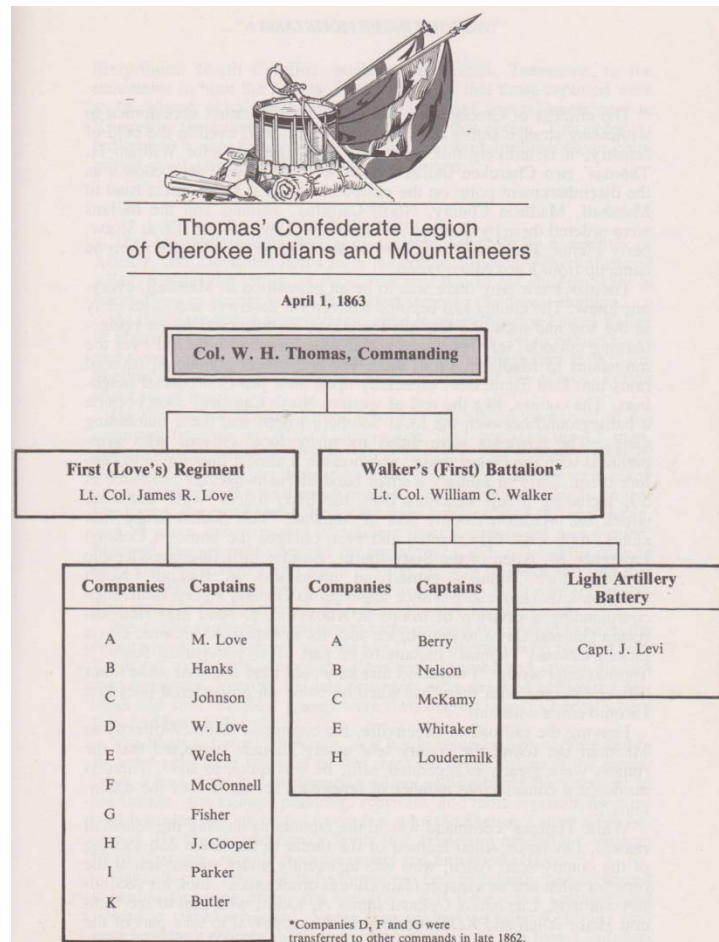 Thomas' Confederate Legion
of Cherokee Indians and Mountaineers
April 1, 1863
Col. W. H. Thomas, Commanding
First (Love's) Regiment
Lt. Col. James R. Love
Walker's (First) Battalion*
Lt. Col. William C. Walker
Companies Captains
A M. Love
B Hanks
C Johnson
D W. Love
E Welch
F McConnell
G Fisher
H J. Cooper
I Parker
K Butler
Companies Captains
A Berry
B Nelson
C McKamy
E Whitaker
H Loudermilk
Light Artillery
Battery
Capt. J. Levi
*Companies D, F and G were
transferred to other commands in late 1862.